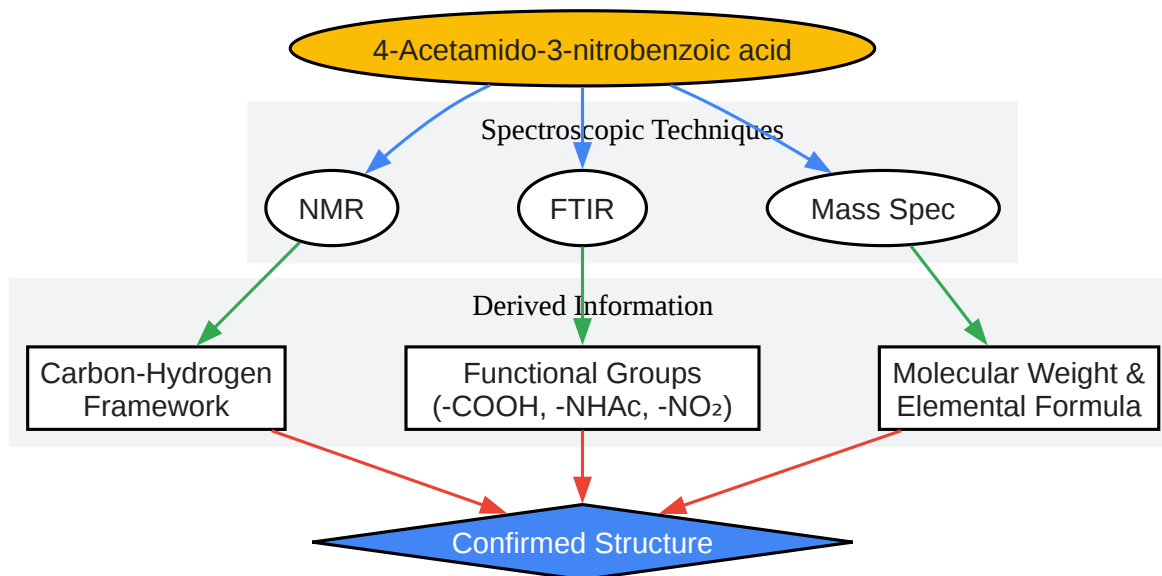 4-Acetamido-3-nitrobenzoic acid
Spectroscopic Techniques
NMR
FTIR
Mass Spec
Derived Information
Carbon-Hydrogen
Framework
Functional Groups
(-COOH, -NHAc, -NO₂)
Molecular Weight &
Elemental Formula
Confirmed Structure